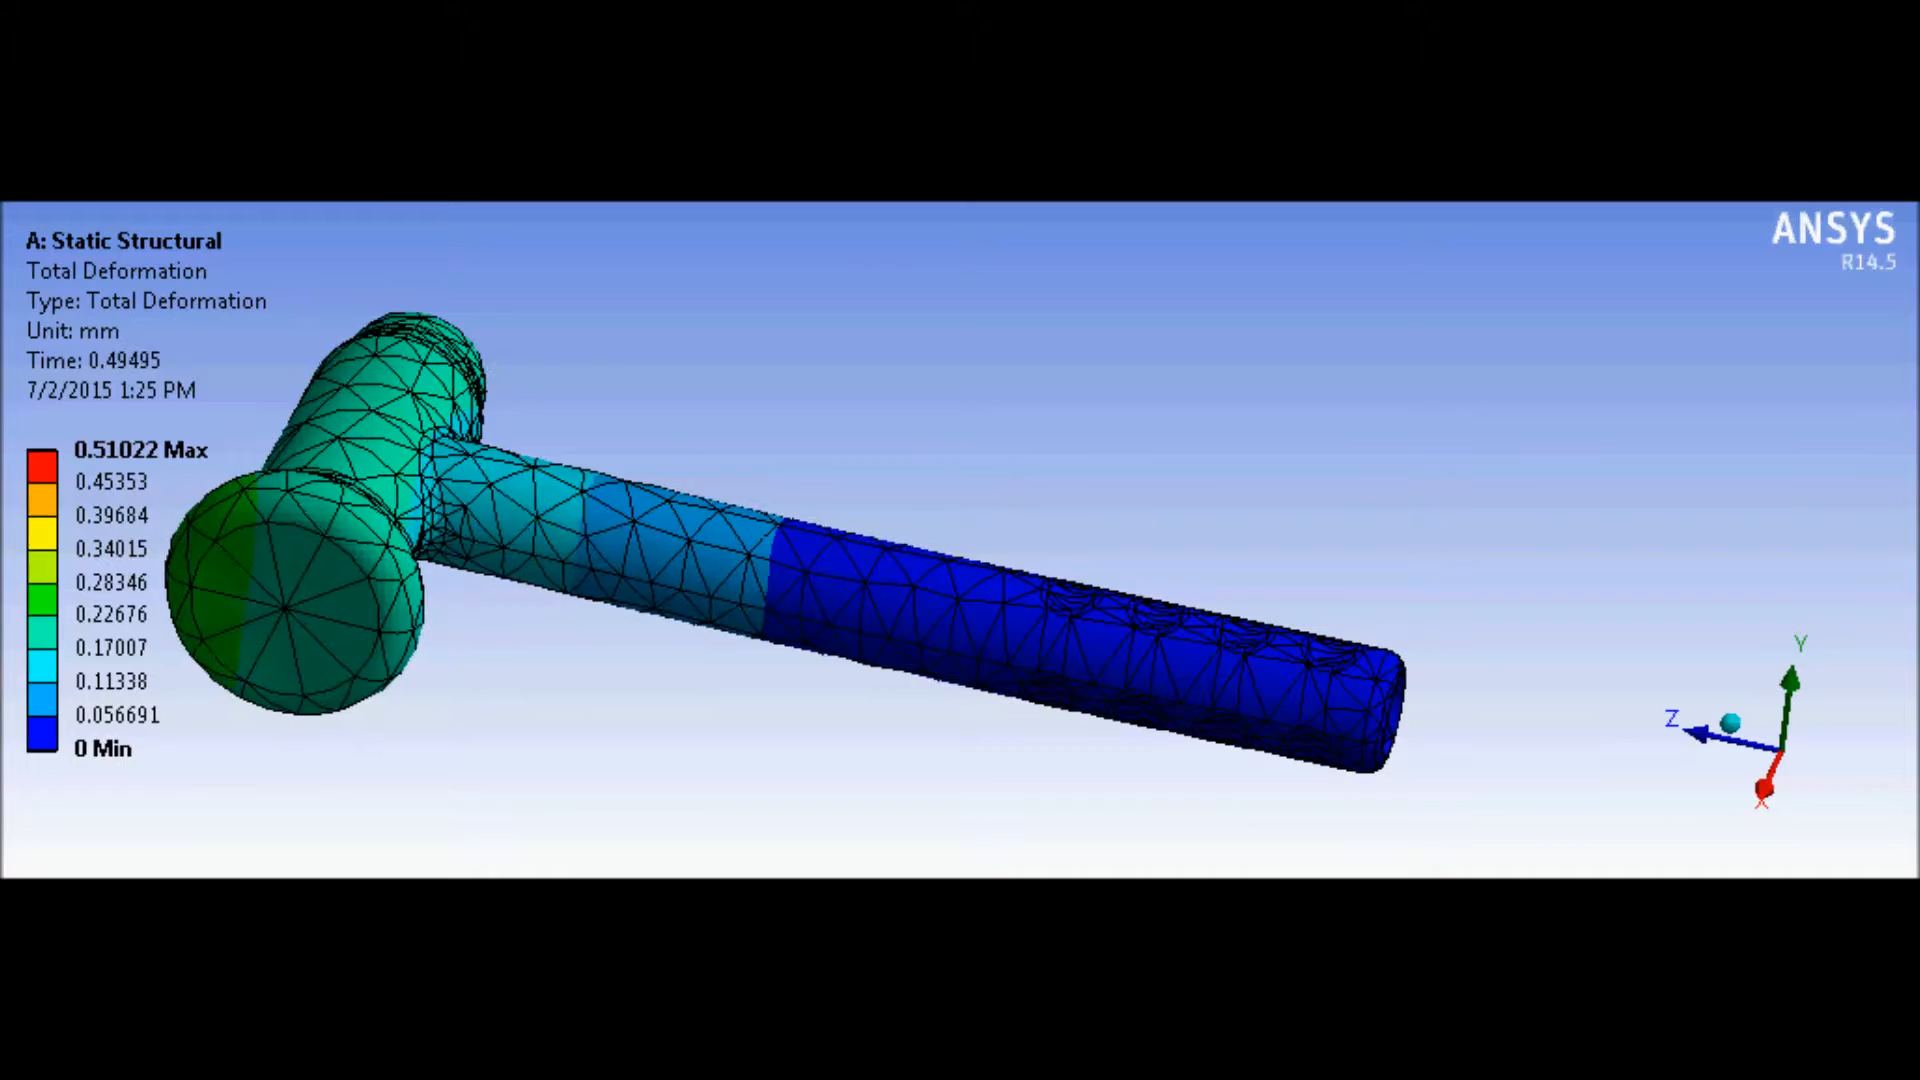 A: Static Structural
Total Deformation
Type: Total Deformation
Unit: mm
Time: 0.49495
7/2/2015 1:25 PM
0.51022 Max
0.45353
0.39684
0.34015
0.28346
0.22676
0.17007
0.11338
0.056691
0 Min
ANSYS
R14.5
Y
Z
X